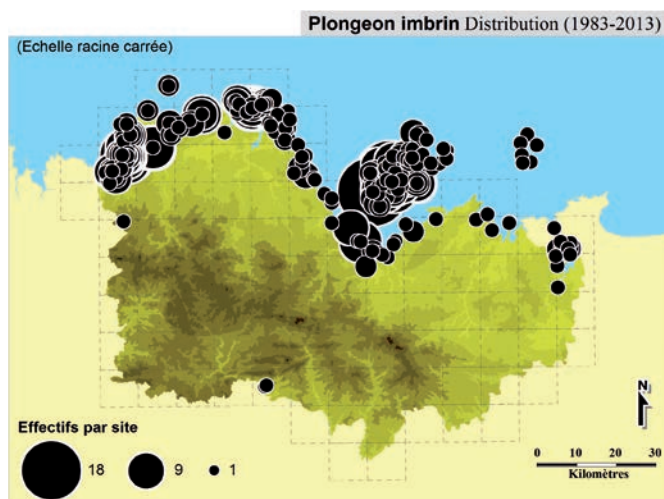 Plongeon imbrin Distribution (1983-2013)
(Echelle racine carrée)
N
Effectifs par site
18 9 1
0 10 20 30
Kilomètres